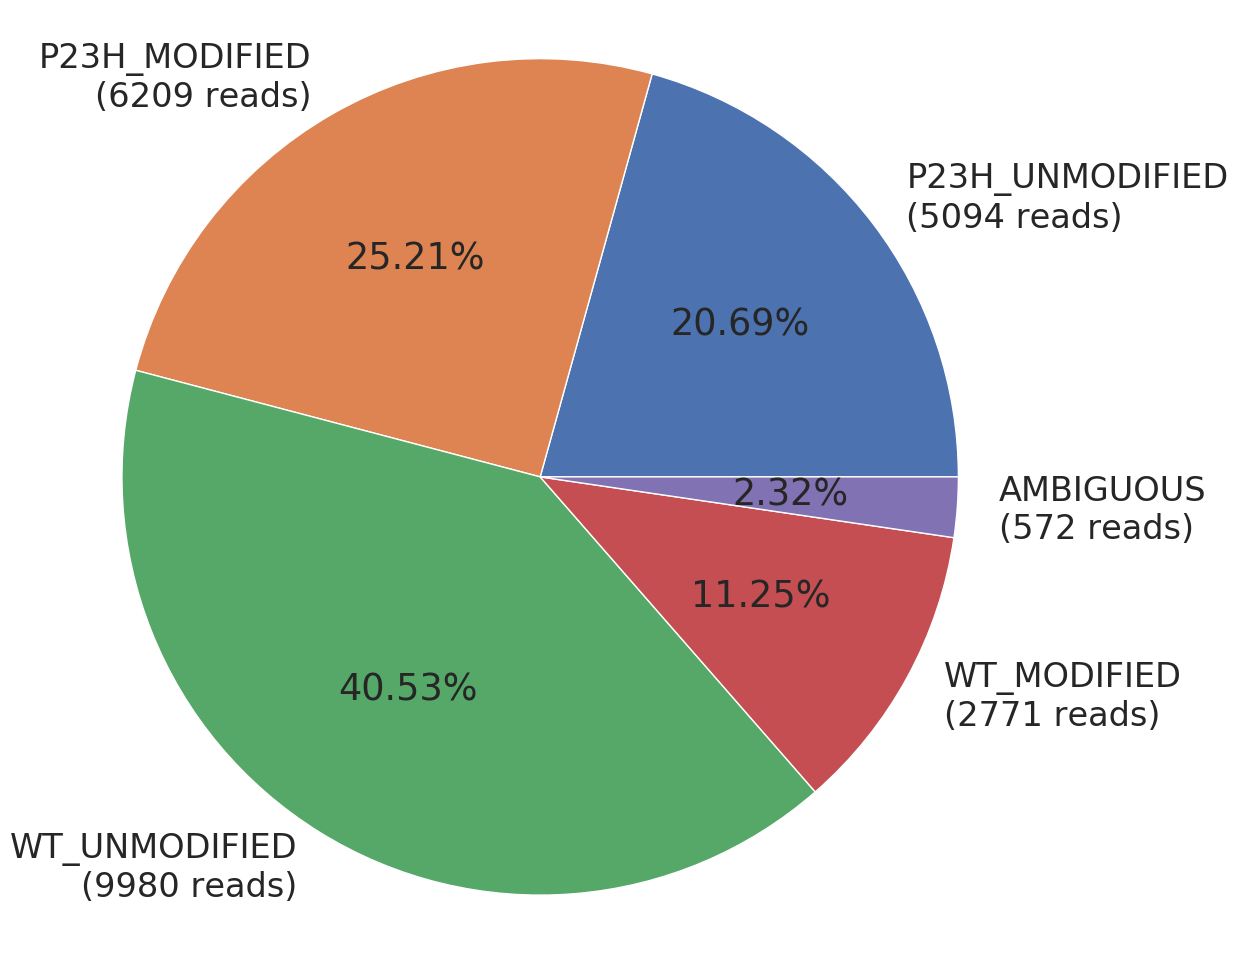 P23H_MODIFIED
(6209 reads)
P23H_UNMODIFIED
(5094 reads)
25.21%
20.69%
2.32%
AMBIGUOUS
(572 reads)
11.25%
40.53%
WT_MODIFIED
(2771 reads)
WT_UNMODIFIED
(9980 reads)